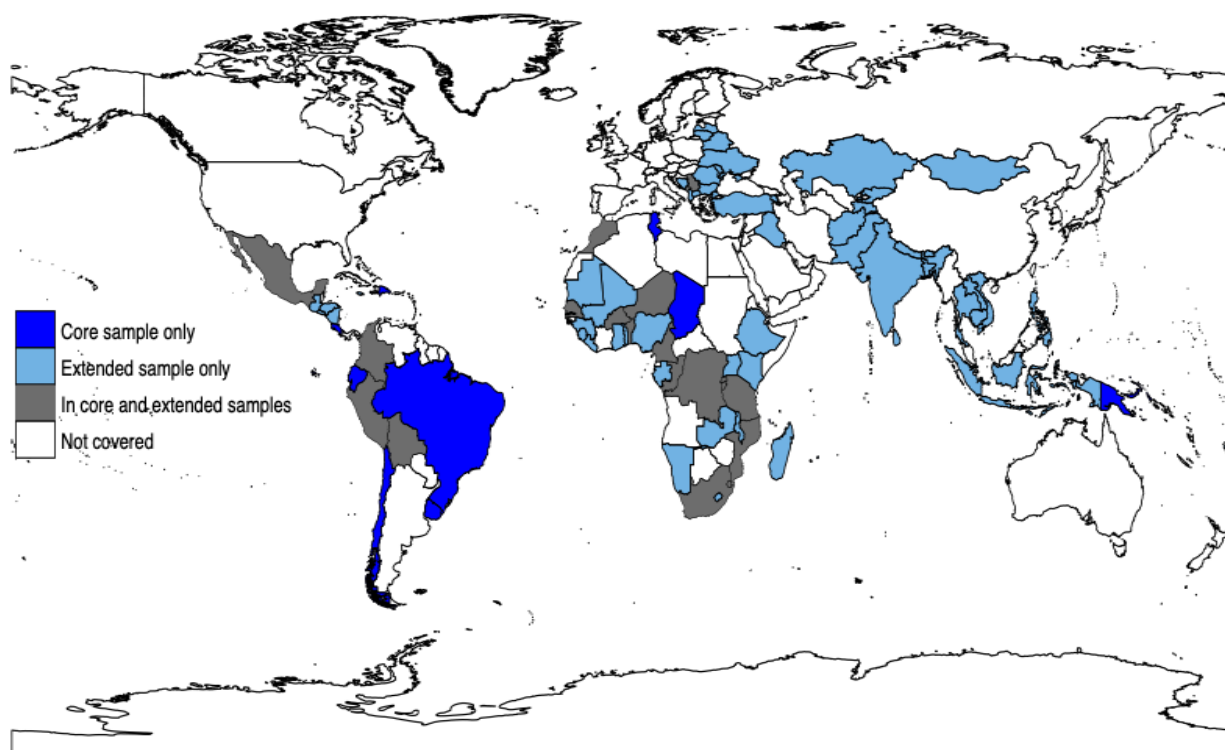 Core sample only
Extended sample only
In core and extended samples
Not covered